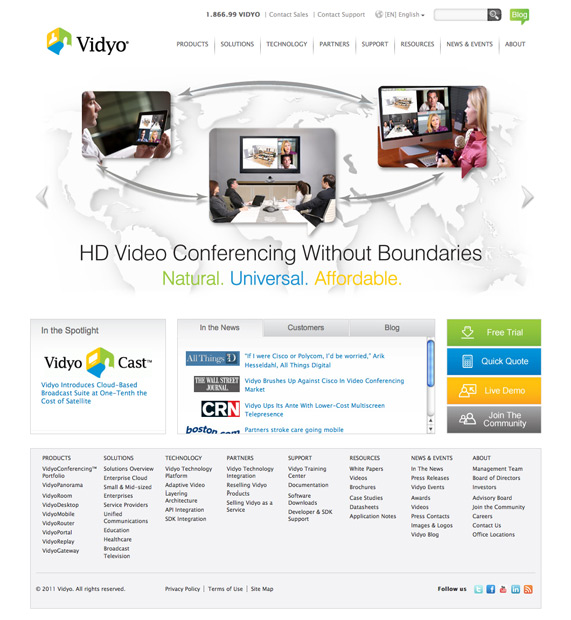 1.866.99 VIDYO | Contact Sales | Contact Support [EN] English Blog
Vidyo®
PRODUCTS SOLUTIONS TECHNOLOGY PARTNERS SUPPORT RESOURCES NEWS & EVENTS ABOUT
HD Video Conferencing Without Boundaries
Natural. Universal. Affordable.
In the Spotlight
Vidyo Cast™
Vidyo Introduces Cloud-Based
Broadcast Suite at One-Tenth the
Cost of Satellite
In the News Customers Blog
All Things D
"If I were Cisco or Polycom, I'd be worried," Arik
Hesseldahl, All Things Digital
THE WALL STREET
JOURNAL
Vidyo Brushes Up Against Cisco In Video Conferencing
Market
CRN
Vidyo Ups Its Ante With Lower-Cost Multiscreen
Telepresence
boston.com
Partners stroke care going mobile
Free Trial
Quick Quote
Live Demo
Join The
Community
PRODUCTS
VidyoConferencing™
Portfolio
VidyoPanorama
VidyoRoom
VidyoDesktop
VidyoMobile
VidyoRouter
VidyoPortal
VidyoReplay
VidyoGateway
SOLUTIONS
Solutions Overview
Enterprise Cloud
Small & Mid-sized
Enterprises
Service Providers
Unified
Communications
Education
Healthcare
Broadcast
Television
TECHNOLOGY
Vidyo Technology
Platform
Adaptive Video
Layering
Architecture
API Integration
SDK Integration
PARTNERS
Vidyo Technology
Integration
Reselling Vidyo
Products
Selling Vidyo as a
Service
SUPPORT
Vidyo Training
Center
Documentation
Software
Downloads
Developer & SDK
Support
RESOURCES
White Papers
Videos
Brochures
Case Studies
Datasheets
Application Notes
NEWS & EVENTS
In The News
Press Releases
Vidyo Events
Awards
Videos
Press Contacts
Images & Logos
Vidyo Blog
ABOUT
Management Team
Board of Directors
Investors
Advisory Board
Join the Community
Careers
Contact Us
Office Locations
© 2011 Vidyo. All rights reserved. Privacy Policy | Terms of Use | Site Map Follow us